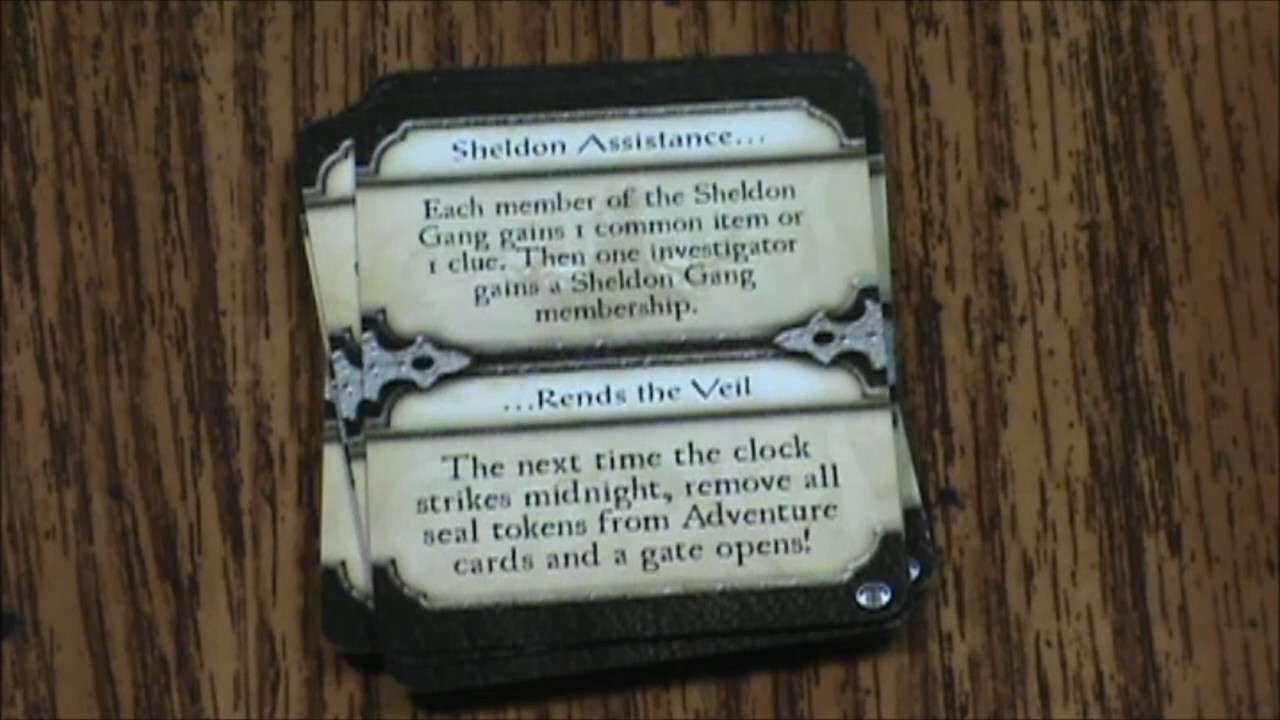 Sheldon Assistance...
Each member of the Sheldon
Gang gains 1 common item or
1 clue. Then one investigator
gains a Sheldon Gang
membership.
...Rends the Veil
The next time the clock
strikes midnight, remove all
seal tokens from Adventure
cards and a gate opens!